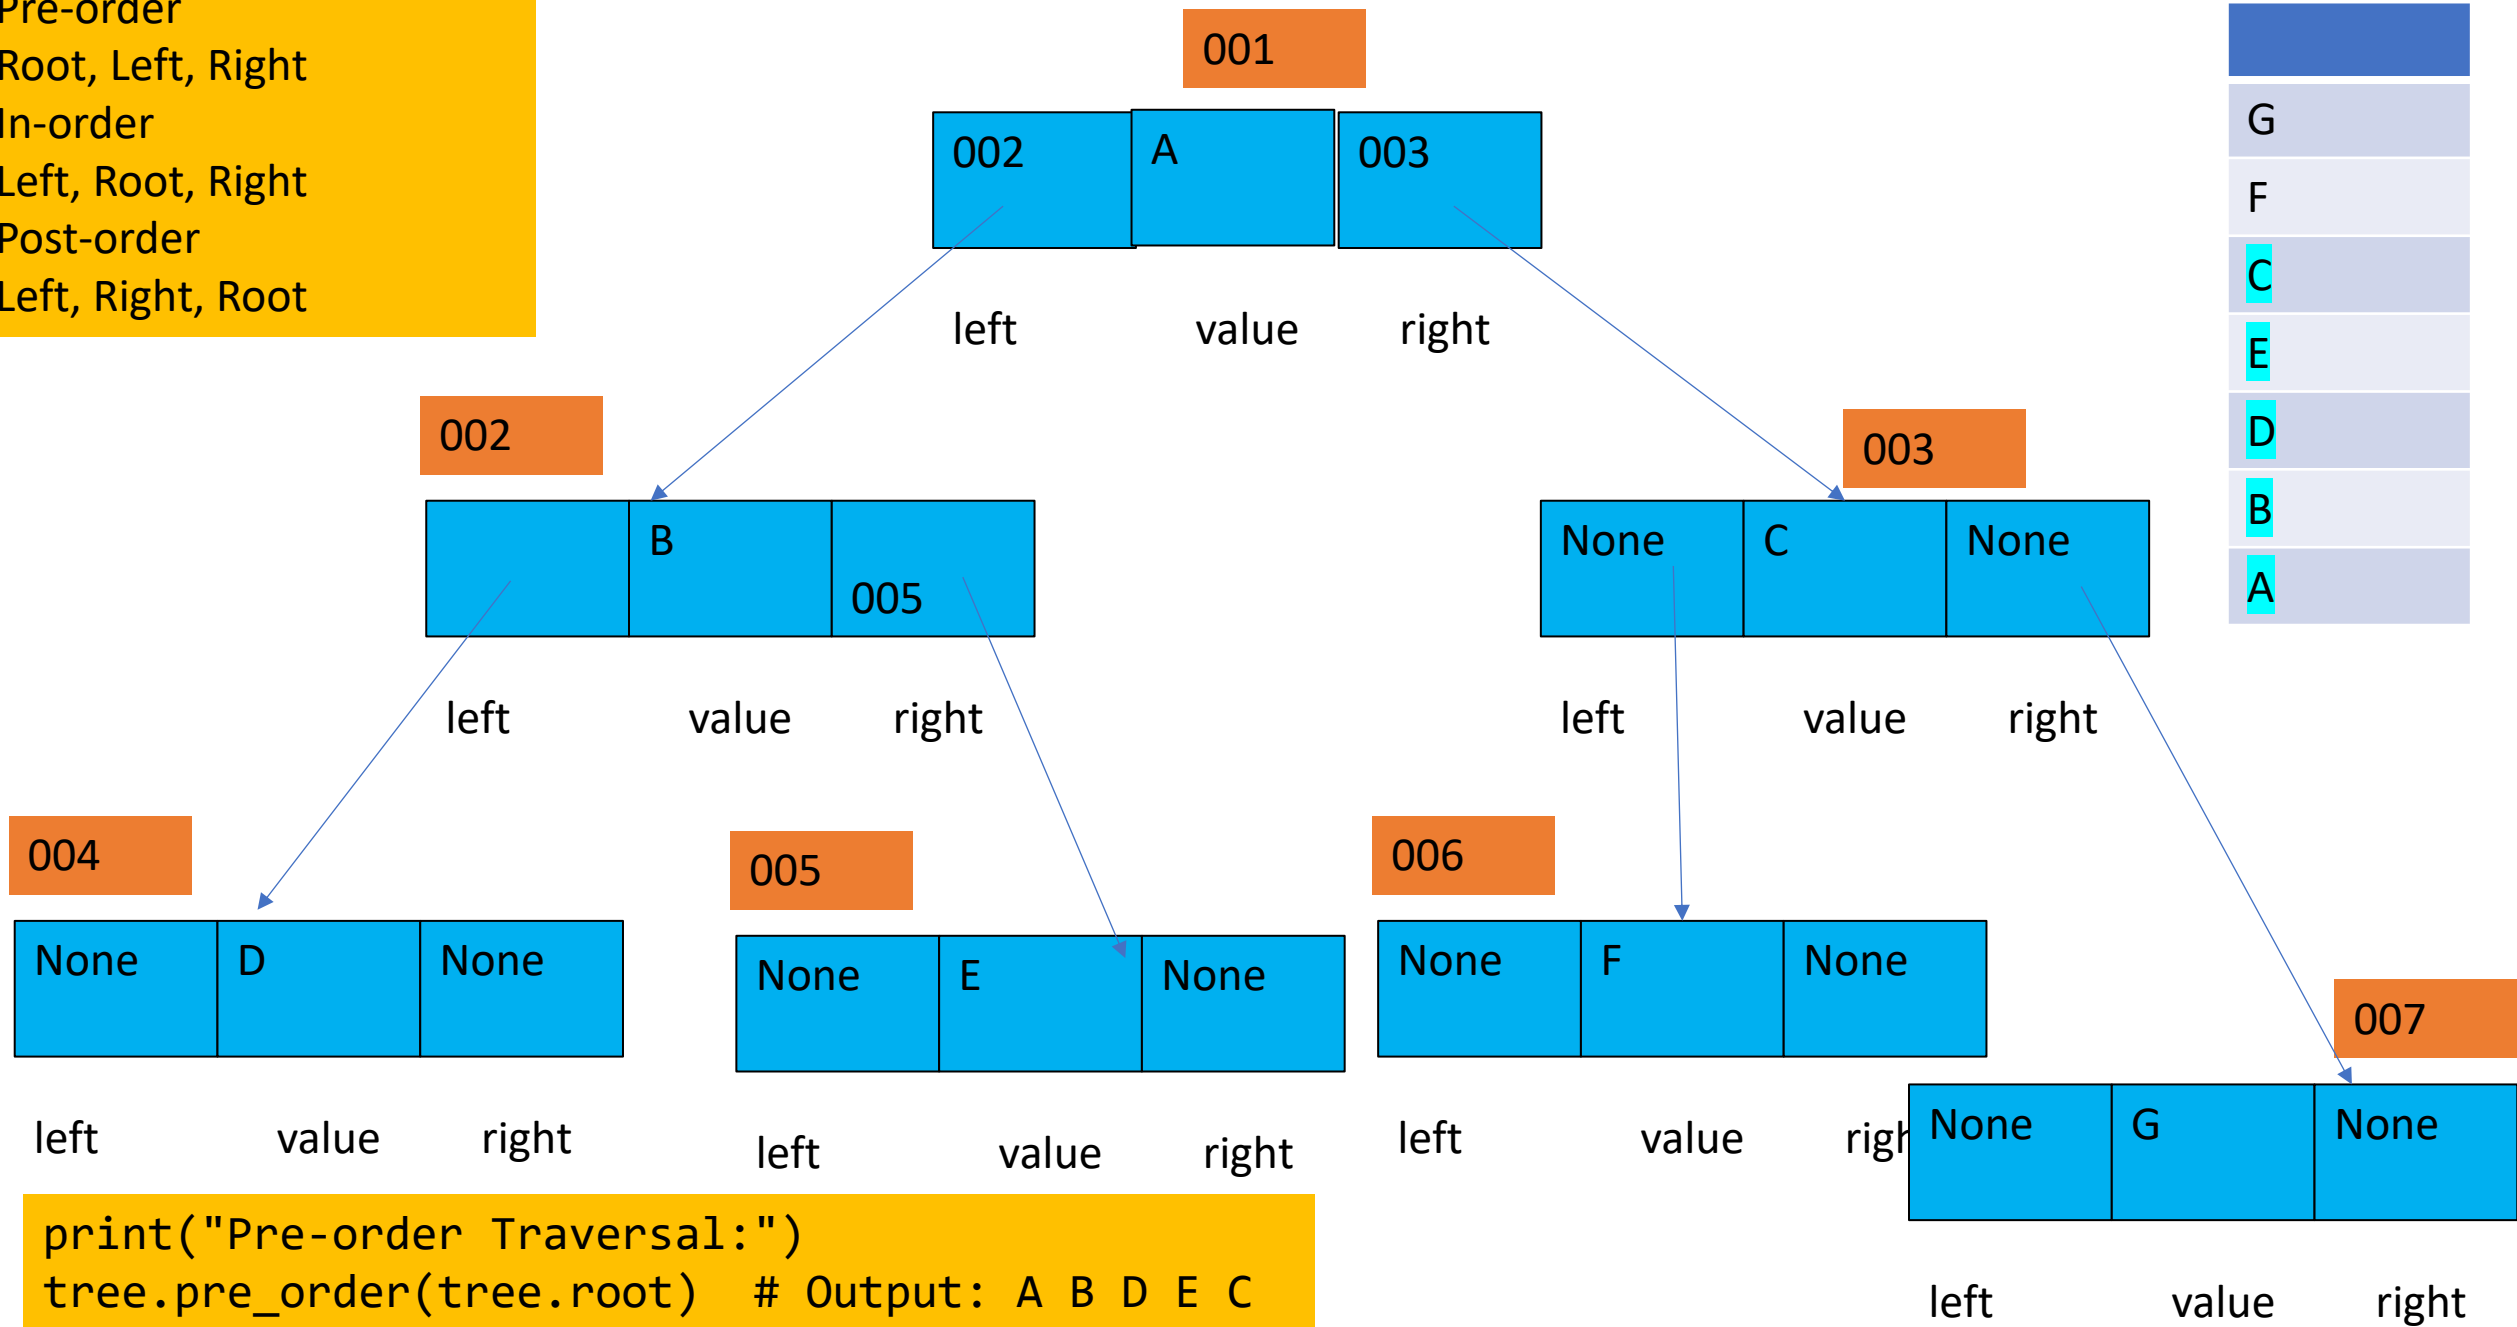 Pre-order
Root, Left, Right
In-order
Left, Root, Right
Post-order
Left, Right, Root
001
002 A 003
left value right
002
B 005
left value right
003
None C None
left value right
004
None D None
left value right
005
None E None
left value right
006
None F None
left value righ
007
None G None
left value right
G
F
C
E
D
B
A
print("Pre-order Traversal:")
tree.pre_order(tree.root)  # Output: A B D E C